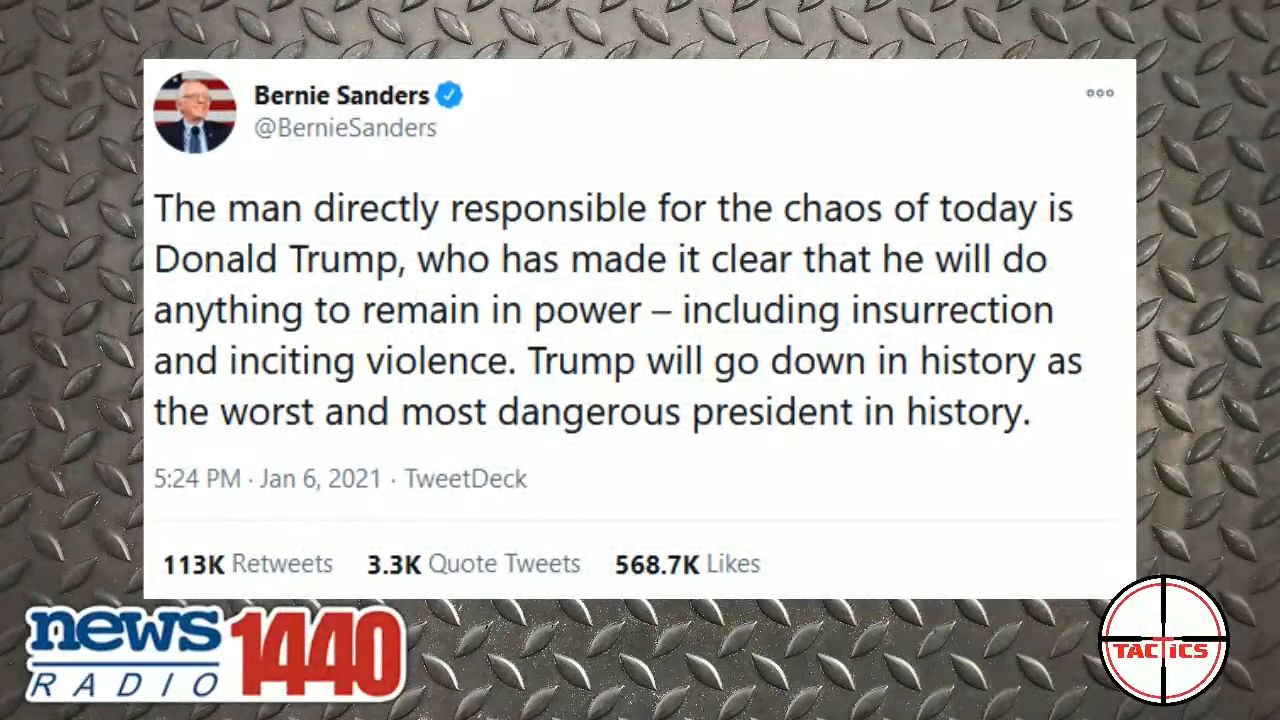 Bernie Sanders
@BernieSanders
The man directly responsible for the chaos of today is
Donald Trump, who has made it clear that he will do
anything to remain in power – including insurrection
and inciting violence. Trump will go down in history as
the worst and most dangerous president in history.
5:24 PM · Jan 6, 2021 · TweetDeck
113K Retweets 3.3K Quote Tweets 568.7K Likes
news 1440
RADIO
TACTICS